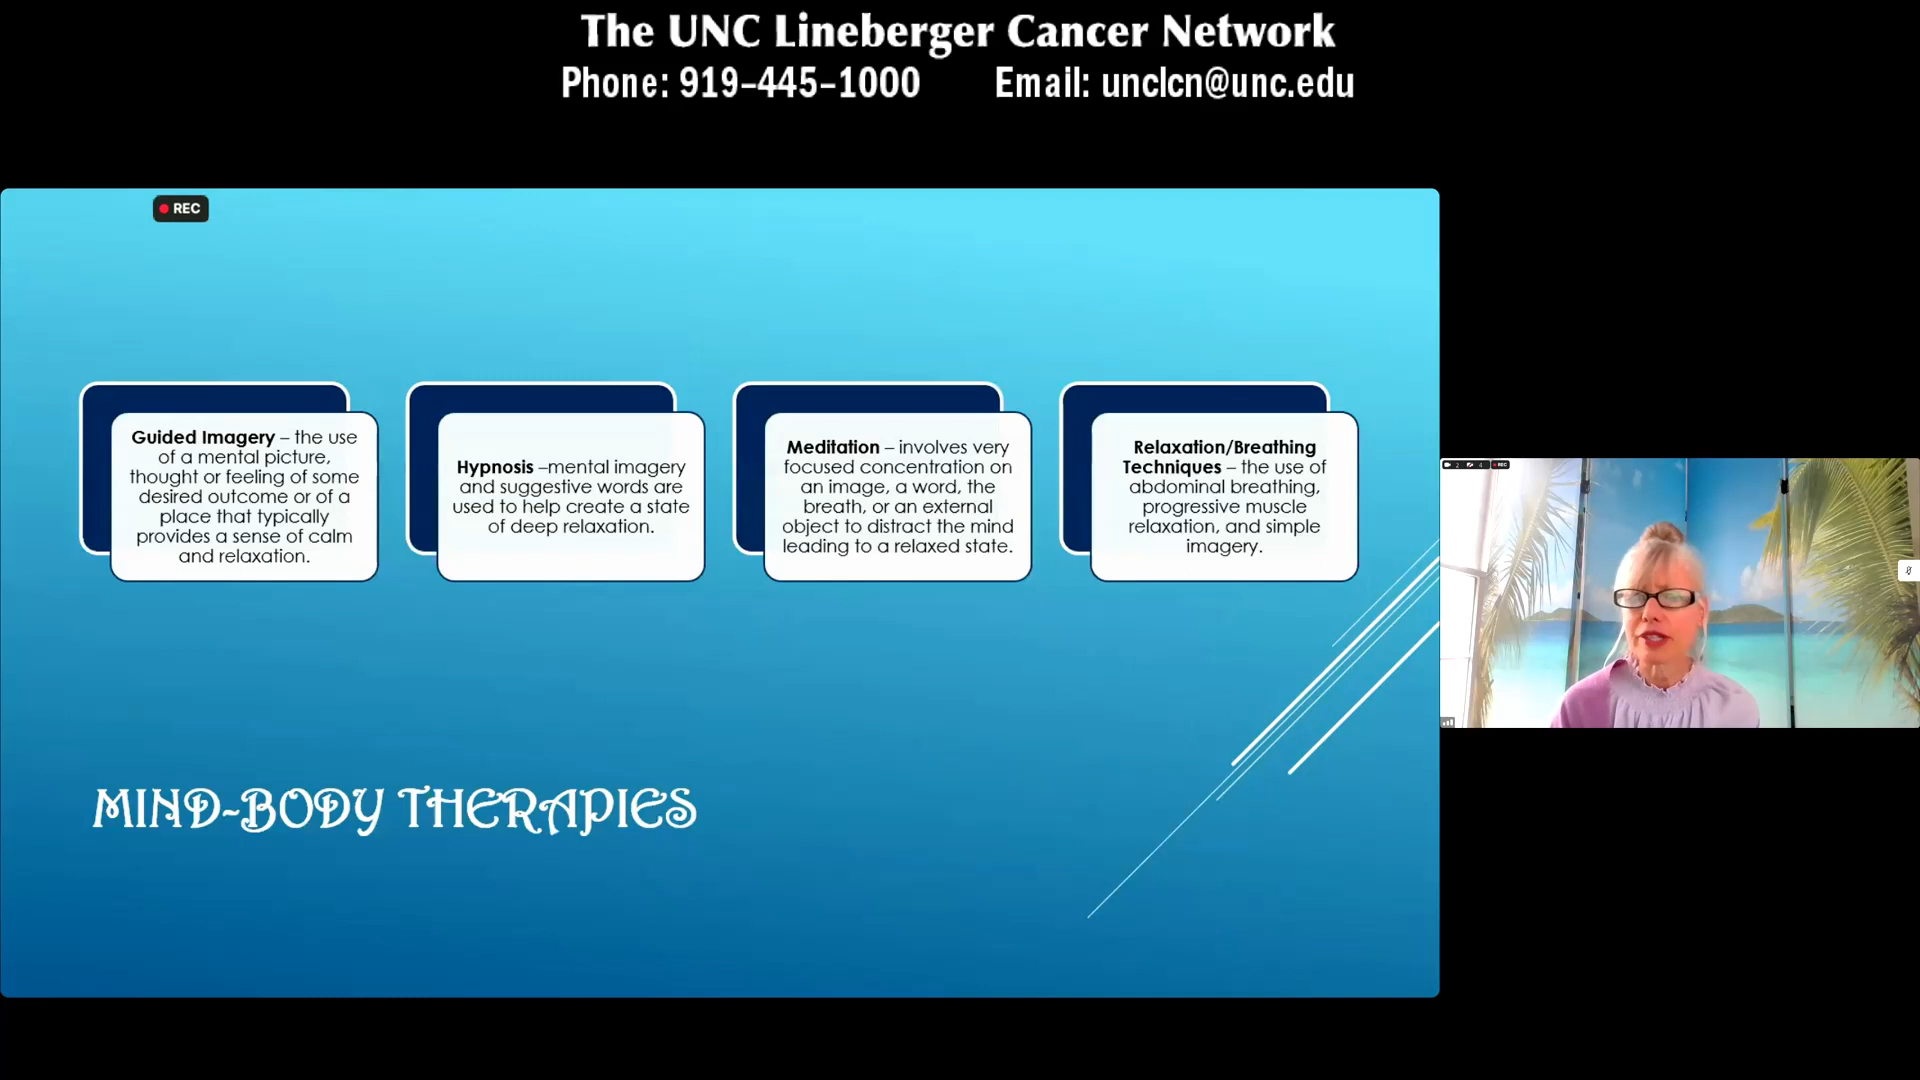 The UNC Lineberger Cancer Network
Phone: 919-445-1000 Email: unclcn@unc.edu
REC
Guided Imagery – the use
of a mental picture,
thought or feeling of some
desired outcome or of a
place that typically
provides a sense of calm
and relaxation.
Hypnosis –mental imagery
and suggestive words are
used to help create a state
of deep relaxation.
Meditation – involves very
focused concentration on
an image, a word, the
breath, or an external
object to distract the mind
leading to a relaxed state.
Relaxation/Breathing
Techniques – the use of
abdominal breathing,
progressive muscle
relaxation, and simple
imagery.
MIND-BODY THERAPIES
2 4 REC